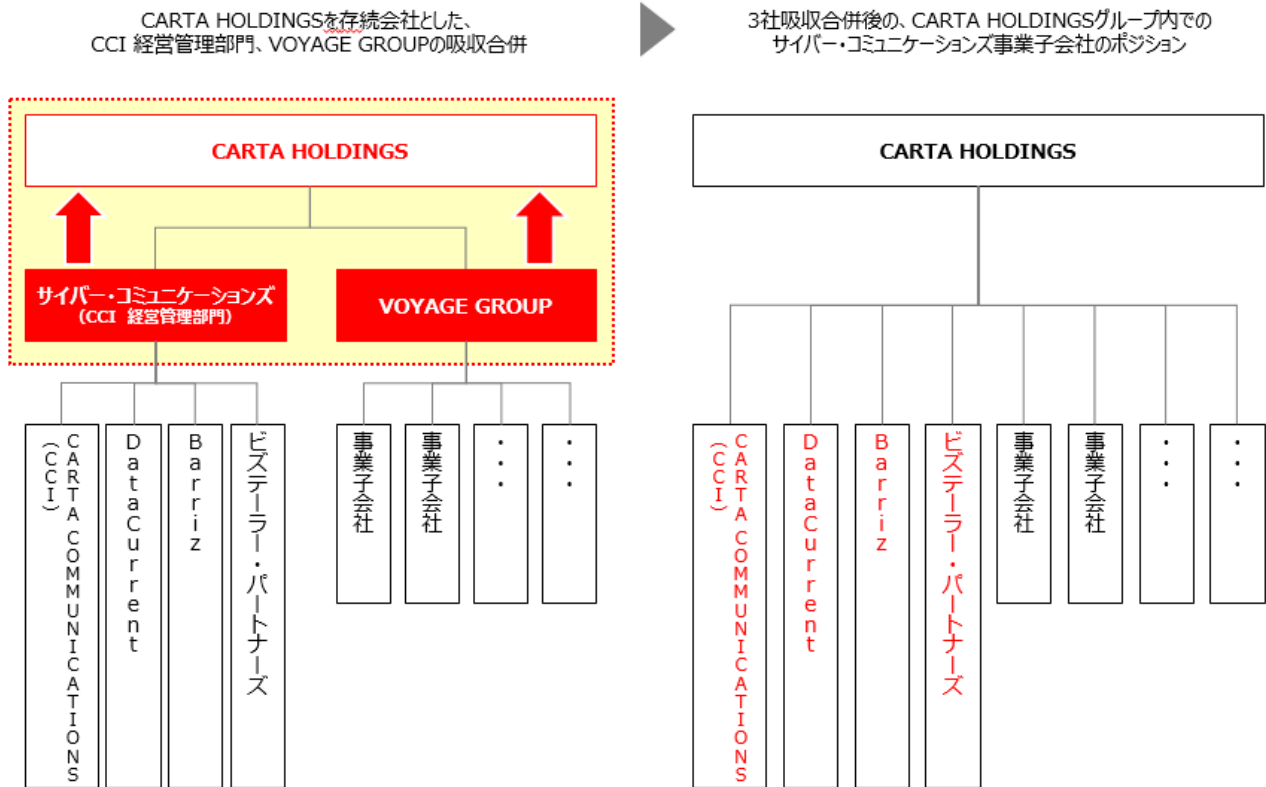 CARTA HOLDINGSを存続会社とした、
CCI 経営管理部門、VOYAGE GROUPの吸収合併
3社吸収合併後の、CARTA HOLDINGSグループ内での
サイバー・コミュニケーションズ事業子会社のポジション
CARTA HOLDINGS
サイバー・コミュニケーションズ
(CCI 経営管理部門)
VOYAGE GROUP
CARTA COMMUNICATIONS
(CCI)
DataCurrent
Barriz
ビズテーラー・パートナーズ
事業子会社
事業子会社
・・・
・・・
CARTA HOLDINGS
CARTA COMMUNICATIONS
(CCI)
DataCurrent
Barriz
ビズテーラー・パートナーズ
事業子会社
事業子会社
・・・
・・・